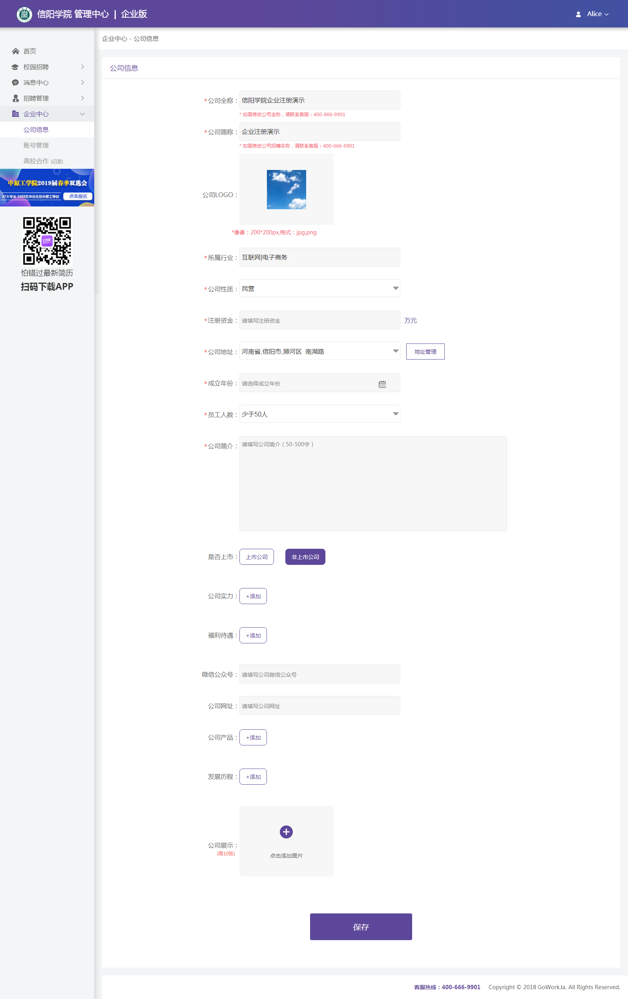 信阳学院 管理中心 | 企业版
Alice
企业中心 - 公司信息
首页
校园招聘
消息中心
招聘管理
企业中心
公司信息
账号管理
高校合作 (记录)
中原工学院2019届春季双选会
67大专业 5884名毕业生在中原工等你 点击报名
怕错过最新简历
扫码下载APP
公司信息
*公司全称： 信阳学院企业注册演示
* 如需修改公司全称，请联系客服：400-666-9901
*公司简称： 企业注册演示
* 如需修改公司招聘名称，请联系客服：400-666-9901
公司LOGO：
*像素：200*200px,格式：jpg,png
*所属行业： 互联网|电子商务
*公司性质： 民营
*注册资金： 请填写注册资金 万元
*公司地址： 河南省,信阳市,浉河区 南湖路 地址管理
*成立年份： 请选择成立年份
*员工人数： 少于50人
*公司简介： 请填写公司简介（50-500字）
是否上市： 上市公司 非上市公司
公司实力： +添加
福利待遇： +添加
微信公众号： 请填写公司微信公众号
公司网址： 请填写公司网址
公司产品： +添加
发展历程： +添加
公司展示：
(限10张)
点击添加图片
保存
客服热线：400-666-9901 Copyright © 2018 GoWork.la. All Rights Reserved.